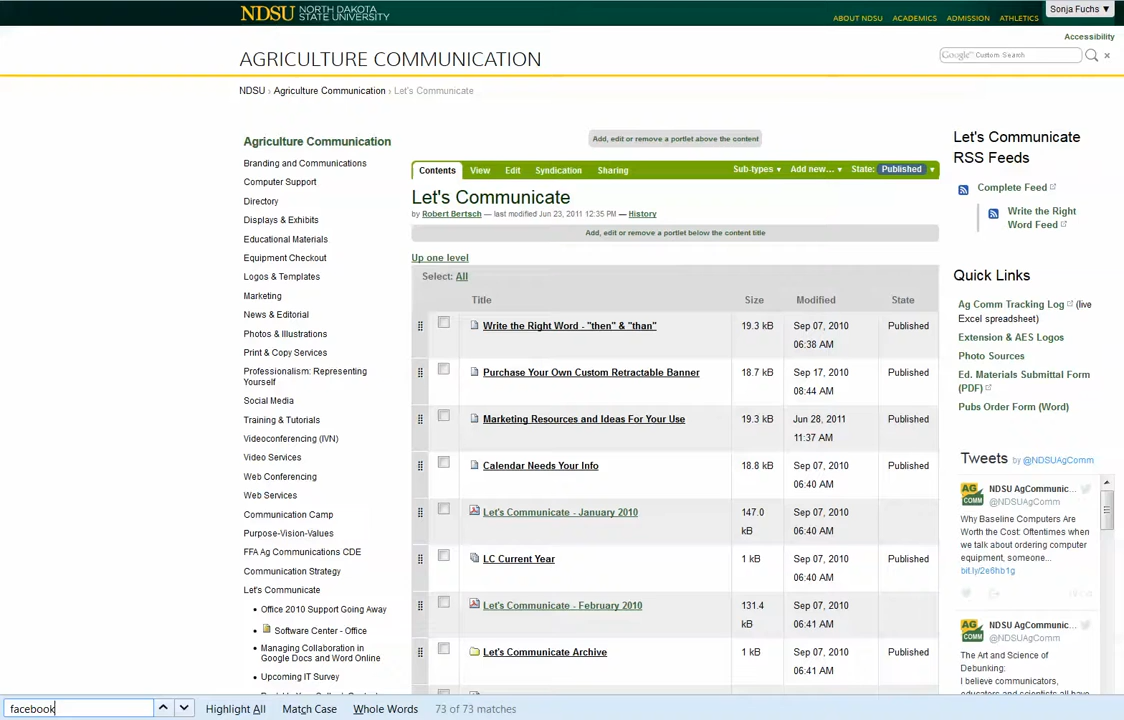 NDSU NORTH DAKOTA STATE UNIVERSITY
ABOUT NDSU ACADEMICS ADMISSION ATHLETICS
Sonja Fuchs ▼
Accessibility
AGRICULTURE COMMUNICATION
Google™ Custom Search
NDSU › Agriculture Communication › Let's Communicate
Agriculture Communication
Branding and Communications
Computer Support
Directory
Displays & Exhibits
Educational Materials
Equipment Checkout
Logos & Templates
Marketing
News & Editorial
Photos & Illustrations
Print & Copy Services
Professionalism: Representing
Yourself
Social Media
Training & Tutorials
Videoconferencing (IVN)
Video Services
Web Conferencing
Web Services
Communication Camp
Purpose-Vision-Values
FFA Ag Communications CDE
Communication Strategy
Let's Communicate
Office 2010 Support Going Away
Software Center - Office
Managing Collaboration in
Google Docs and Word Online
Upcoming IT Survey
Add, edit or remove a portlet above the content
Contents View Edit Syndication Sharing Sub-types ▼ Add new... ▼ State: Published ▼
Let's Communicate
by Robert Bertsch — last modified Jun 23, 2011 12:35 PM — History
Add, edit or remove a portlet below the content title
Up one level
Select: All
Title Size Modified State
Write the Right Word - "then" & "than" 19.3 kB Sep 07, 2010 Published
06:38 AM
Purchase Your Own Custom Retractable Banner 18.7 kB Sep 17, 2010 Published
08:44 AM
Marketing Resources and Ideas For Your Use 19.3 kB Jun 28, 2011 Published
11:37 AM
Calendar Needs Your Info 18.8 kB Sep 07, 2010 Published
06:40 AM
Let's Communicate - January 2010 147.0 Sep 07, 2010
kB 06:40 AM
LC Current Year 1 kB Sep 07, 2010 Published
06:40 AM
Let's Communicate - February 2010 131.4 Sep 07, 2010
kB 06:41 AM
Let's Communicate Archive 1 kB Sep 07, 2010 Published
06:41 AM
Let's Communicate
RSS Feeds
Complete Feed
Write the Right
Word Feed
Quick Links
Ag Comm Tracking Log (live
Excel spreadsheet)
Extension & AES Logos
Photo Sources
Ed. Materials Submittal Form
(PDF)
Pubs Order Form (Word)
Tweets by @NDSUAgComm
AG COMM
NDSU AgCommunic...
@NDSUAgComm
Why Baseline Computers Are
Worth the Cost: Oftentimes when
we talk about ordering computer
equipment, someone...
bit.ly/2e6hb1g
AG COMM
NDSU AgCommunic...
@NDSUAgComm
The Art and Science of
Debunking:
I believe communicators,
facebook Highlight All Match Case Whole Words 73 of 73 matches